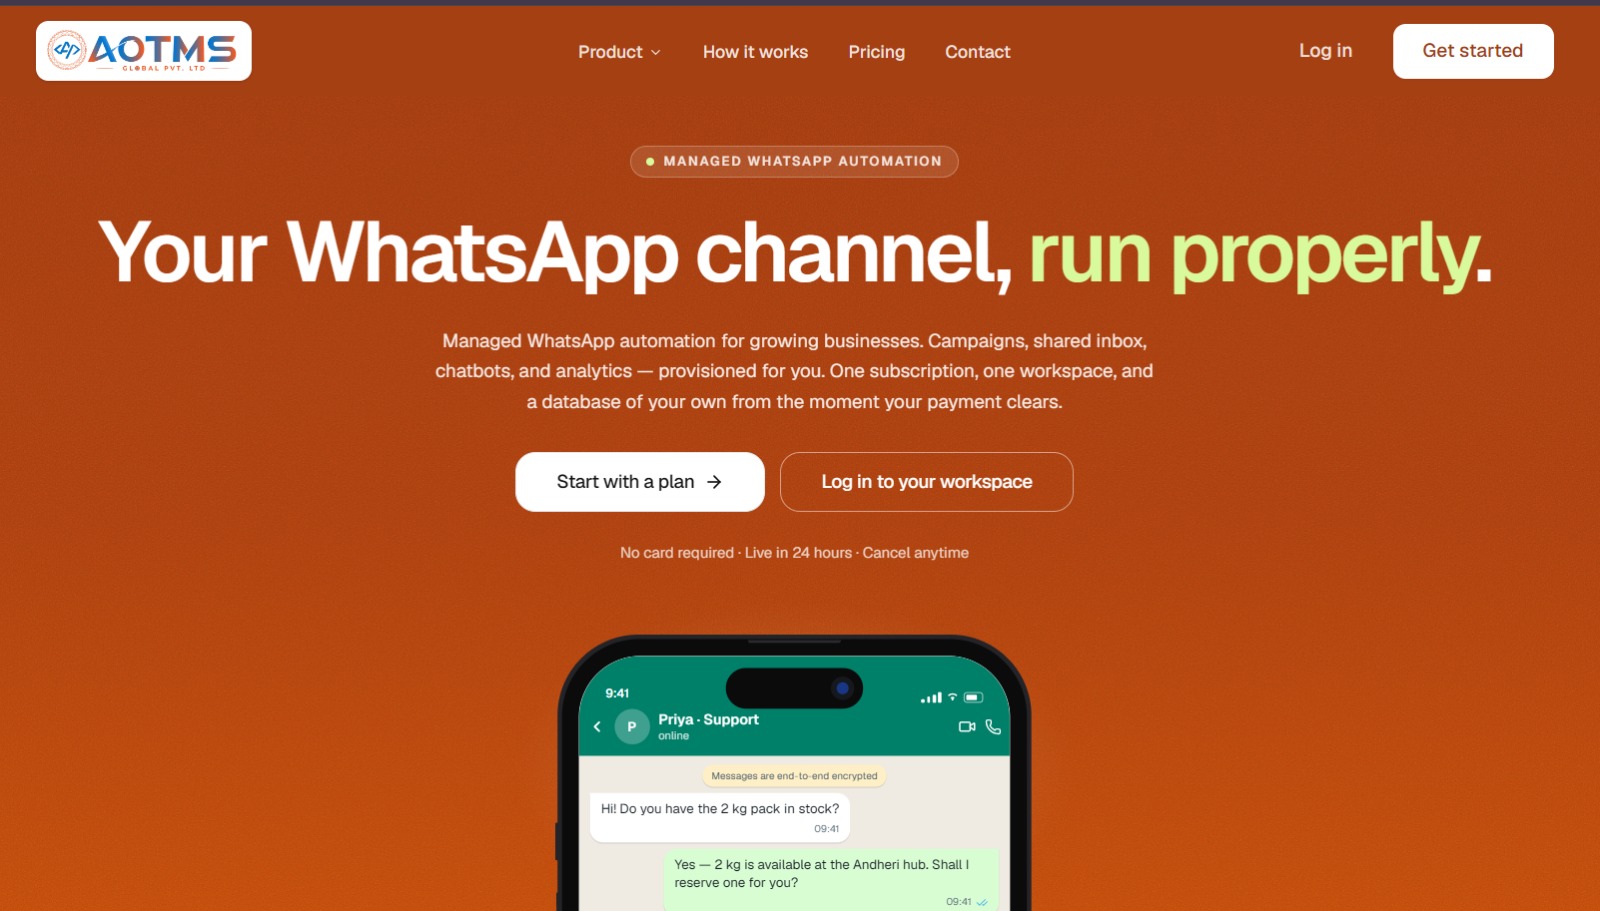 AOTMS
GLOBAL PVT. LTD
Product
How it works
Pricing
Contact
Log in
Get started
MANAGED WHATSAPP AUTOMATION
Your WhatsApp channel, run properly.
Managed WhatsApp automation for growing businesses. Campaigns, shared inbox,
chatbots, and analytics — provisioned for you. One subscription, one workspace, and
a database of your own from the moment your payment clears.
Start with a plan →
Log in to your workspace
No card required · Live in 24 hours · Cancel anytime
9:41
P
Priya · Support
online
Messages are end-to-end encrypted
Hi! Do you have the 2 kg pack in stock?
09:41
Yes — 2 kg is available at the Andheri hub. Shall I
reserve one for you?
09:41